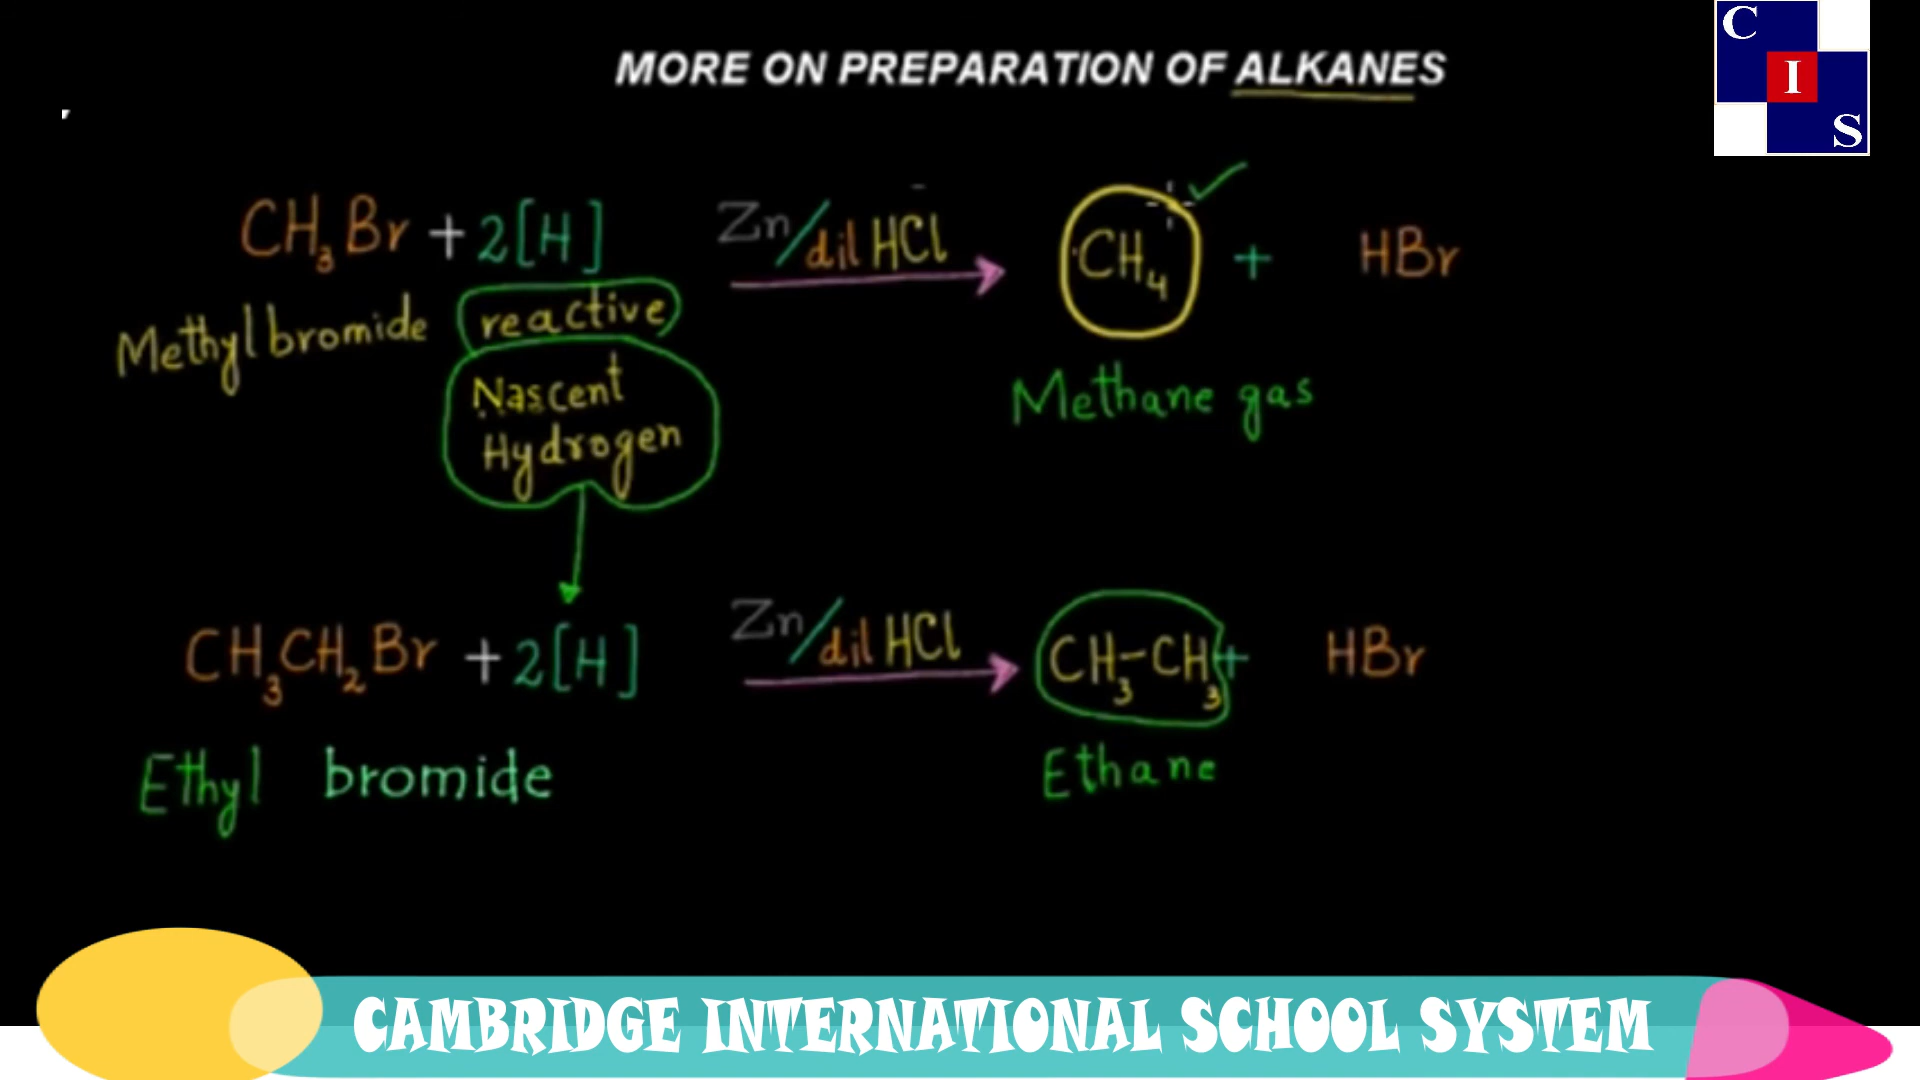 MORE ON PREPARATION OF ALKANES
C
I
S
CH₃Br + 2[H] Zn/dil HCl CH₄ + HBr
Methyl bromide reactive
Nascent
Hydrogen
Methane gas
CH₃CH₂Br + 2[H] Zn/dil HCl CH₃-CH₃ + HBr
Ethyl bromide
Ethane
CAMBRIDGE INTERNATIONAL SCHOOL SYSTEM